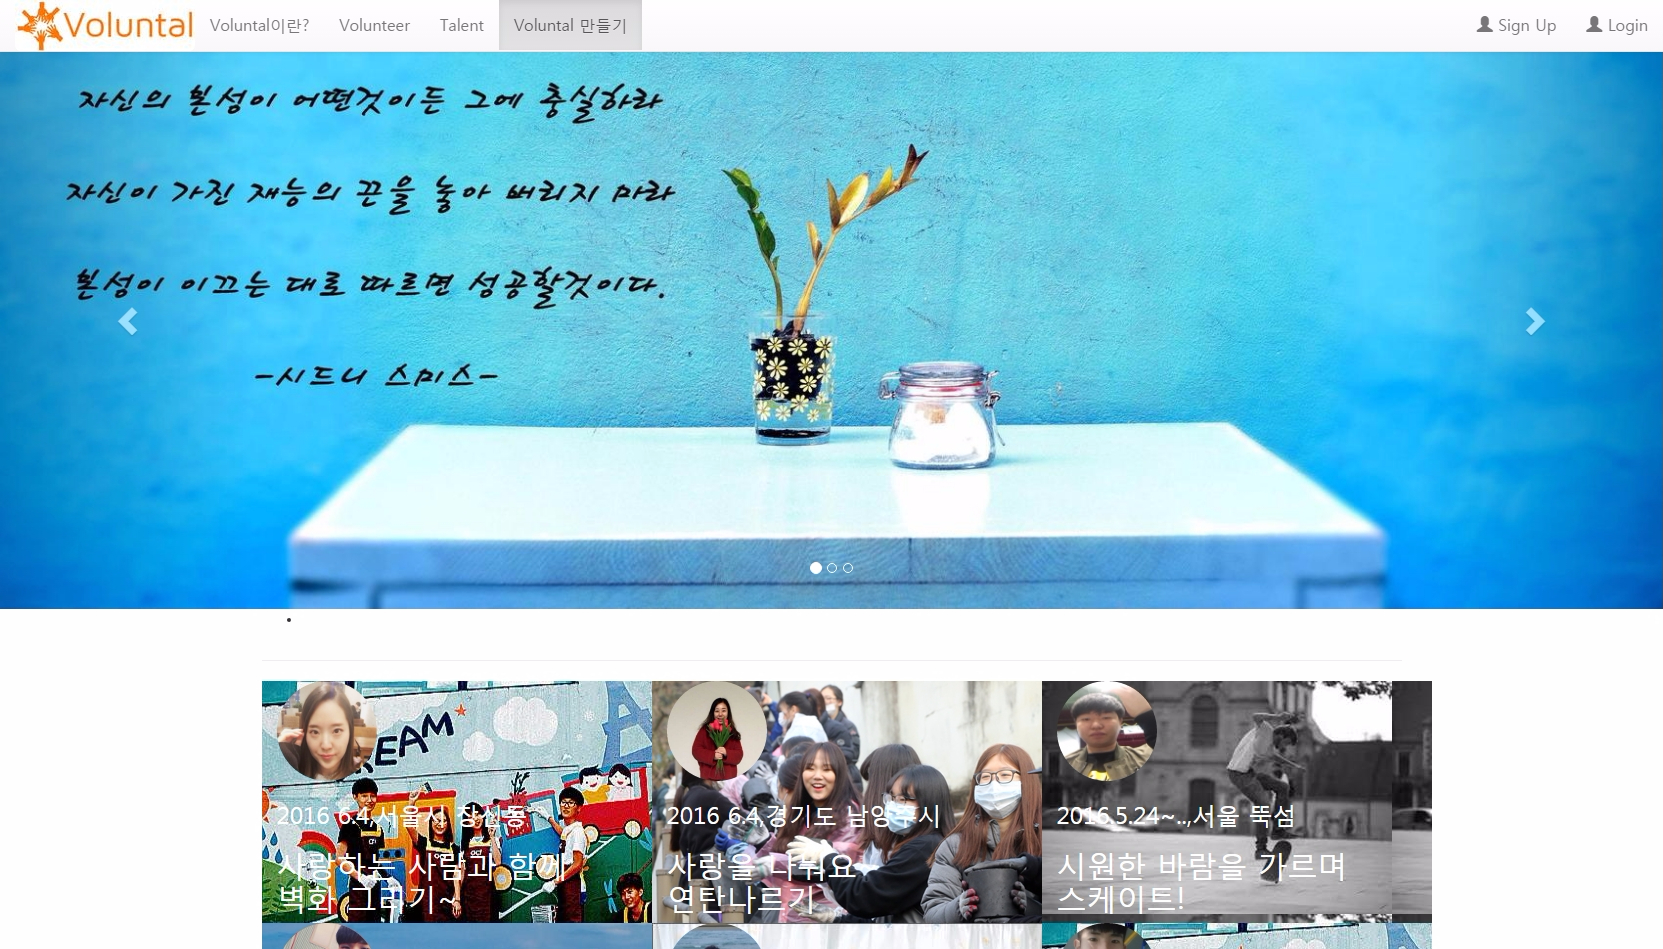 Voluntal
Voluntal이란?
Volunteer
Talent
Voluntal 만들기
Sign Up
Login
자신의 본성이 어떤것이든 그에 충실하라
자신이 가진 재능의 끈을 놓아 버리지 마라
본성이 이끄는 대로 따르면 성공할것이다.
-시드니 스미스-
EAM
2016 6.4,서울시 창신동
사랑하는 사람과 함께
벽화 그리기~
2016 6.4,경기도 남양주시
사랑을 나눠요~
연탄나르기
2016.5.24~..,서울 뚝섬
시원한 바람을 가르며
스케이트!